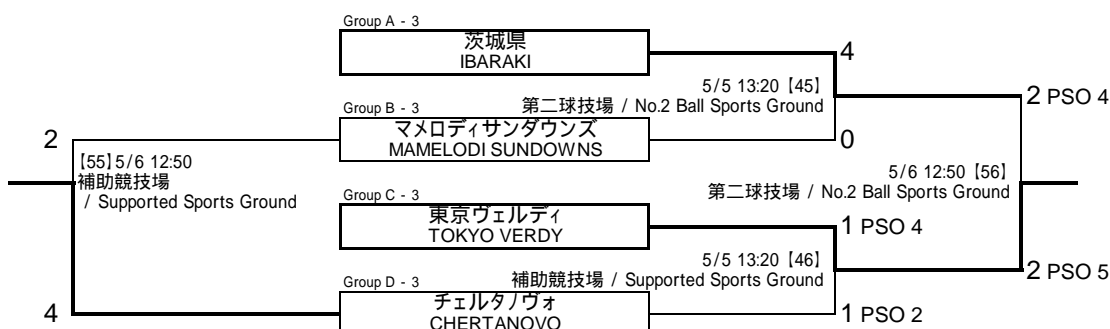 Group A - 3
茨城県
IBARAKI
4
5/5 13:20【45】
第二球技場 / No.2 Ball Sports Ground
2 PSO 4
Group B - 3
マメロディサンダウンズ
MAMELODI SUNDOWNS
2
0
【55】5/6 12:50
補助競技場
/ Supported Sports Ground
5/6 12:50【56】
第二球技場 / No.2 Ball Sports Ground
Group C - 3
東京ヴェルディ
TOKYO VERDY
1 PSO 4
5/5 13:20【46】
補助競技場 / Supported Sports Ground
2 PSO 5
Group D - 3
チェルタノヴォ
CHERTANOVO
4
1 PSO 2